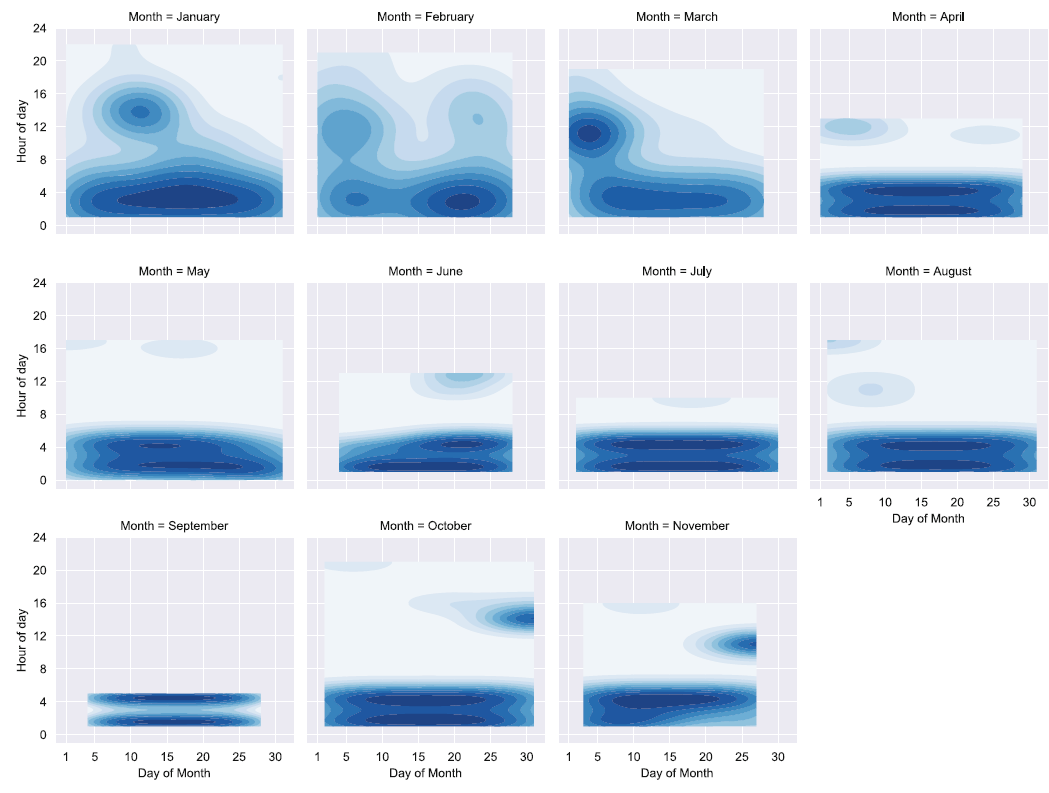 Month = January Month = February Month = March Month = April
24
20
16
12
8
4
0
Hour of day
Month = May Month = June Month = July Month = August
24
20
16
12
8
4
0
Hour of day
1 5 10 15 20 30
Day of Month
Month = September Month = October Month = November
24
20
16
12
8
4
0
Hour of day
1 5 10 15 20 30 1 5 10 15 20 30 1 5 10 15 20 30
Day of Month Day of Month Day of Month